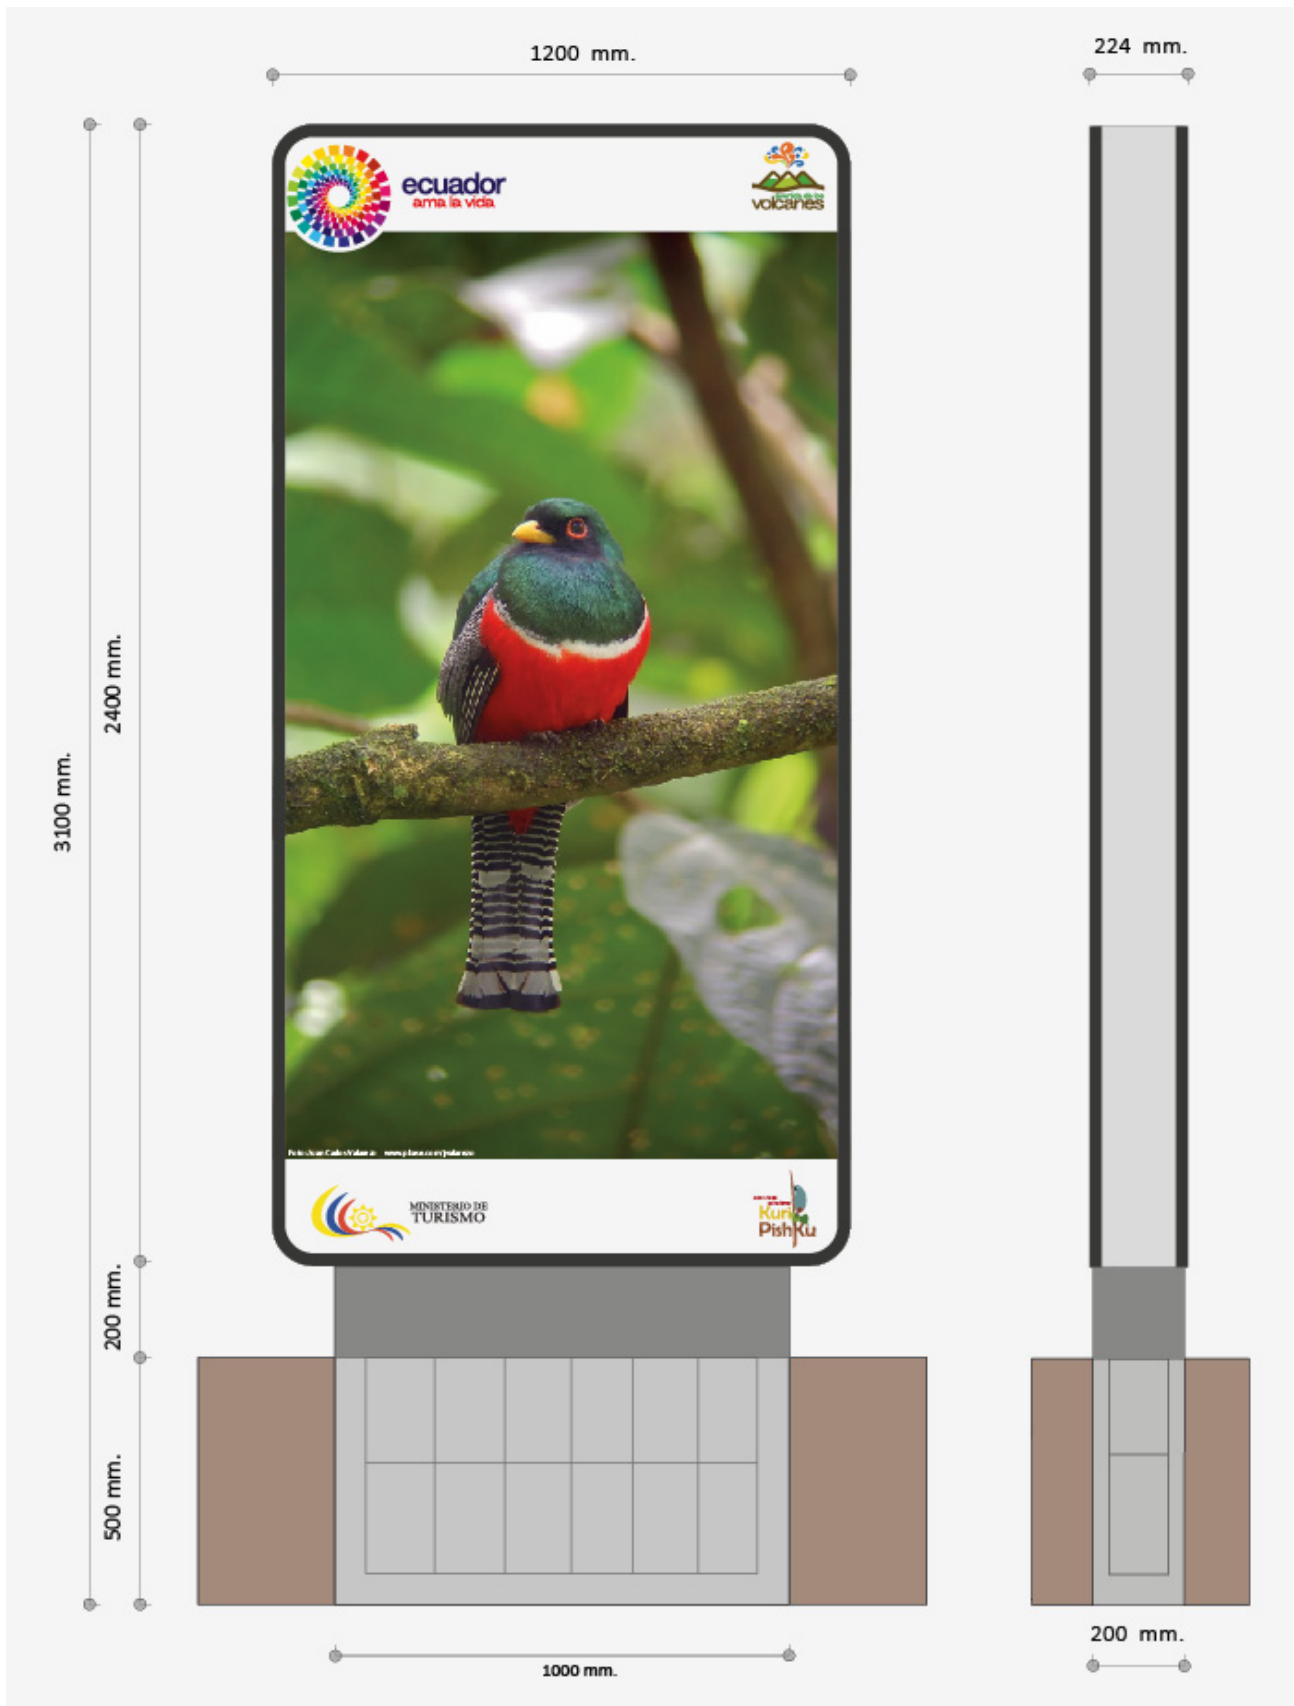 1200 mm.
224 mm.
ecuador
ama la vida
volcanes
2400 mm.
3100 mm.
MINISTERIO DE
TURISMO
Kuri
PishKu
200 mm.
500 mm.
200 mm.
1000 mm.